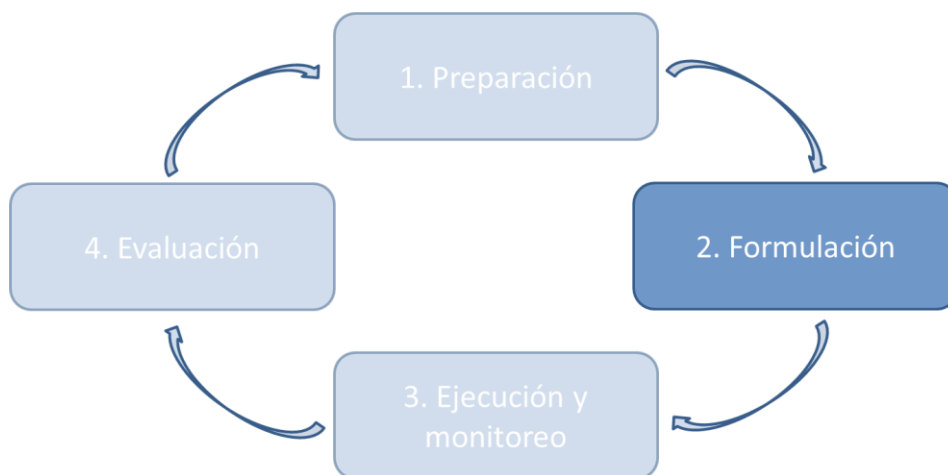 1. Preparación
4. Evaluación
2. Formulación
3. Ejecución y
monitoreo